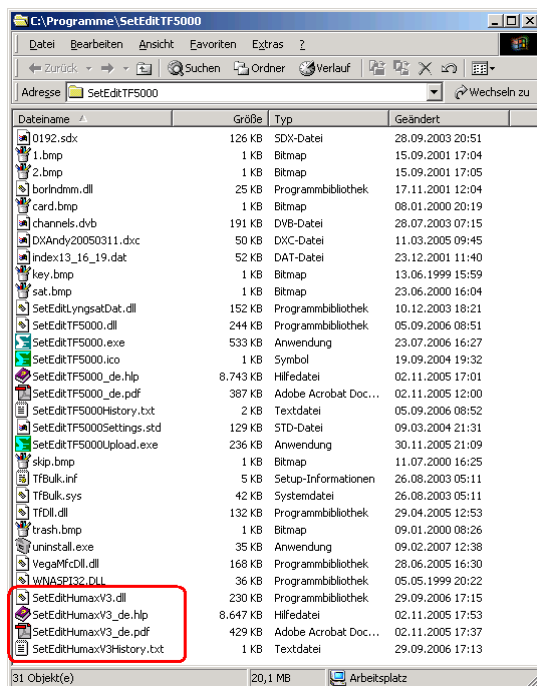 C:\Programme\SetEditTF5000
Datei Bearbeiten Ansicht Favoriten Extras ?
Zurück Suchen Ordner Verlauf
Adresse SetEditTF5000 Wechseln zu
Dateiname Größe Typ Geändert
0192.sdx 126 KB SDX-Datei 28.09.2003 20:51
1.bmp 1 KB Bitmap 15.09.2001 17:04
2.bmp 1 KB Bitmap 15.09.2001 17:05
borlndmm.dll 25 KB Programmbibliothek 17.11.2001 12:04
card.bmp 1 KB Bitmap 08.01.2000 20:19
channels.dvb 191 KB DVB-Datei 28.07.2003 07:15
DXAndy20050311.dxc 50 KB DXC-Datei 11.03.2005 09:45
index13_16_19.dat 52 KB DAT-Datei 23.12.2001 11:40
key.bmp 1 KB Bitmap 13.06.1999 15:59
sat.bmp 1 KB Bitmap 23.06.2000 16:04
SetEditLyngsatDat.dll 152 KB Programmbibliothek 10.12.2003 18:21
SetEditTF5000.dll 244 KB Programmbibliothek 05.09.2006 08:51
SetEditTF5000.exe 533 KB Anwendung 23.07.2006 16:27
SetEditTF5000.ico 1 KB Symbol 19.09.2004 19:32
SetEditTF5000_de.hlp 8.743 KB Hilfedatei 02.11.2005 17:01
SetEditTF5000_de.pdf 387 KB Adobe Acrobat Doc... 02.11.2005 12:00
SetEditTF5000History.txt 2 KB Textdatei 05.09.2006 08:52
SetEditTF5000Settings.std 129 KB STD-Datei 09.03.2004 21:31
SetEditTF5000Upload.exe 236 KB Anwendung 30.11.2005 21:09
skip.bmp 1 KB Bitmap 11.07.2000 16:25
TfBulk.inf 5 KB Setup-Informationen 26.08.2003 05:11
TfBulk.sys 42 KB Systemdatei 26.08.2003 05:11
TfDll.dll 132 KB Programmbibliothek 29.04.2005 12:53
trash.bmp 1 KB Bitmap 09.01.2000 08:26
uninstall.exe 35 KB Anwendung 09.02.2007 12:38
VegaMfcDll.dll 168 KB Programmbibliothek 28.06.2005 16:30
WNASPI32.DLL 36 KB Programmbibliothek 05.05.1999 20:22
SetEditHumaxV3.dll 230 KB Programmbibliothek 29.09.2006 17:15
SetEditHumaxV3_de.hlp 8.647 KB Hilfedatei 02.11.2005 17:53
SetEditHumaxV3_de.pdf 429 KB Adobe Acrobat Doc... 02.11.2005 17:37
SetEditHumaxV3History.txt 1 KB Textdatei 29.09.2006 17:13
31 Objekt(e) 20,1 MB Arbeitsplatz